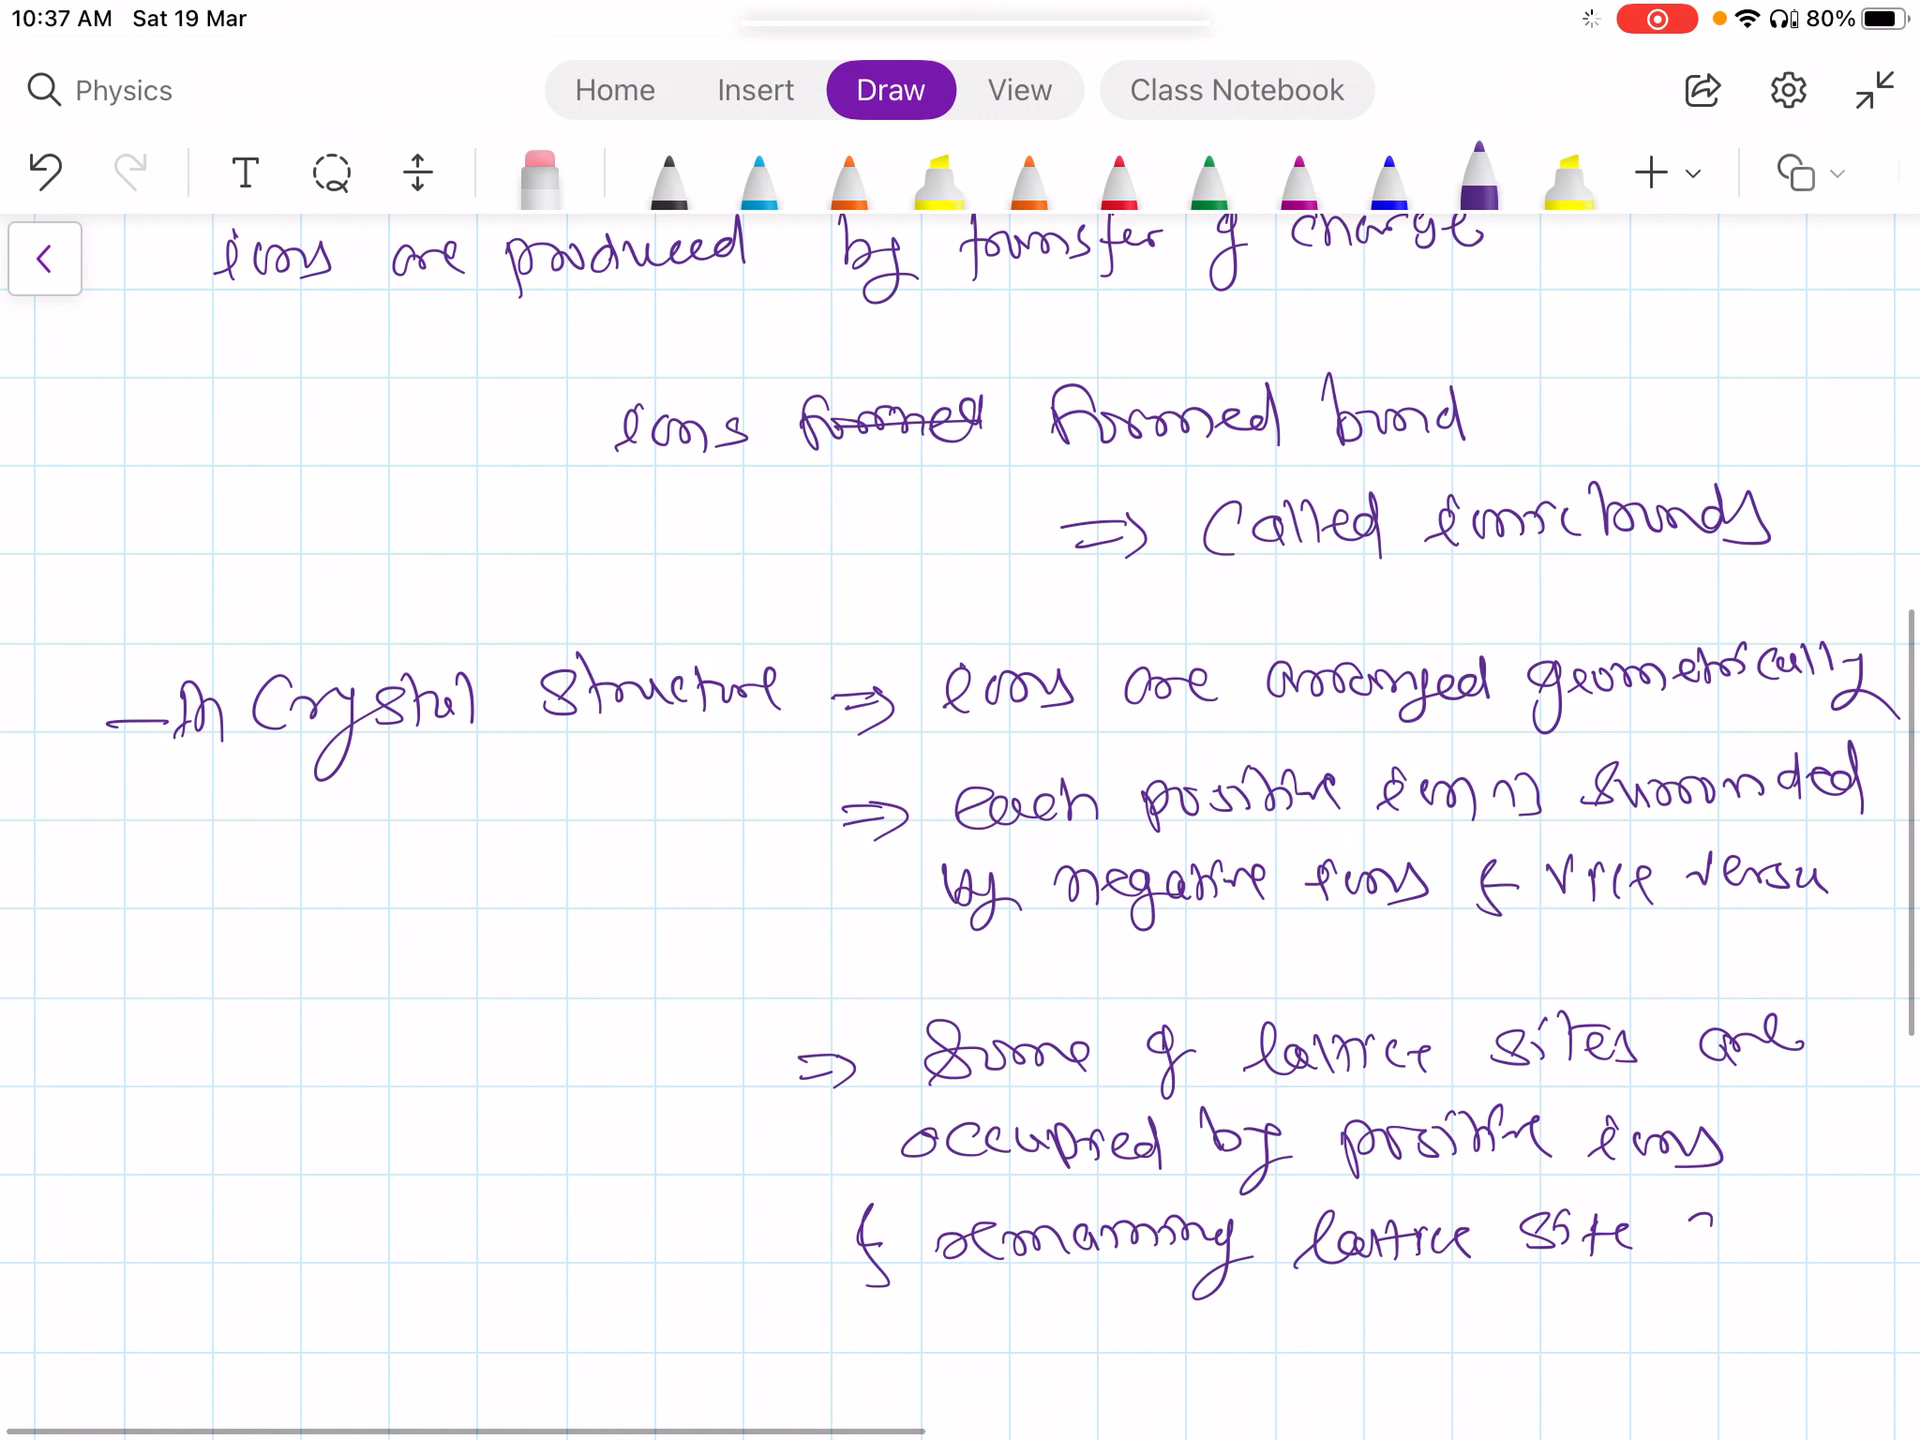 10:37 AM Sat 19 Mar
80%
Physics
Home Insert Draw View Class Notebook
T
ions are produced by transfer of charge
ions formed formed bond
⇒ Called ionic bonds
— In Crystal Structure ⇒ ions are arranged geometrically
⇒ each positive ion is surrounded
by negative ions & vice versa
⇒ Some of lattice sites are
occupied by positive ions
& remaining lattice site